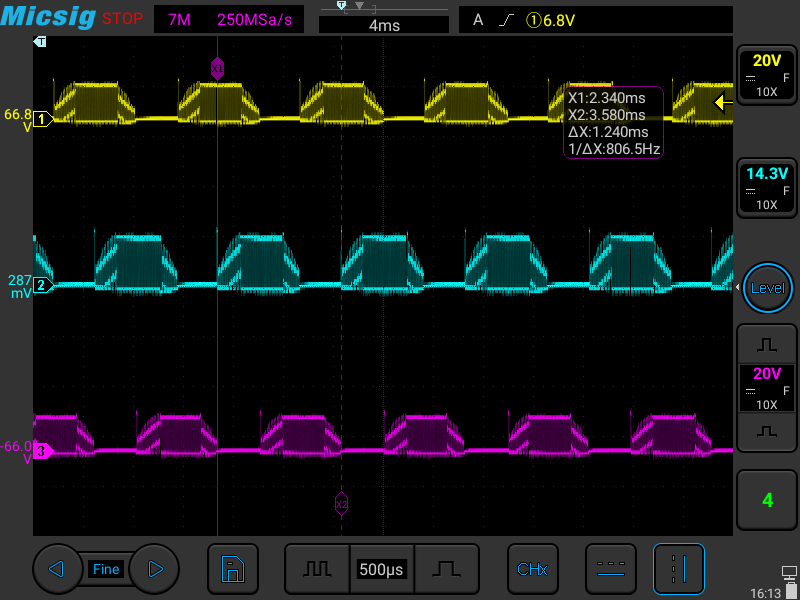 Micsig STOP 7M 250MSa/s T 4ms A ①6.8V
T
20V
F
10X
X1
66.8
V
1
X1:2.340ms
X2:3.580ms
ΔX:1.240ms
1/ΔX:806.5Hz
14.3V
F
10X
287
mV
2
Level
20V
F
10X
-66.0
V
3
X2
4
Fine
500µs
CHx
16:13